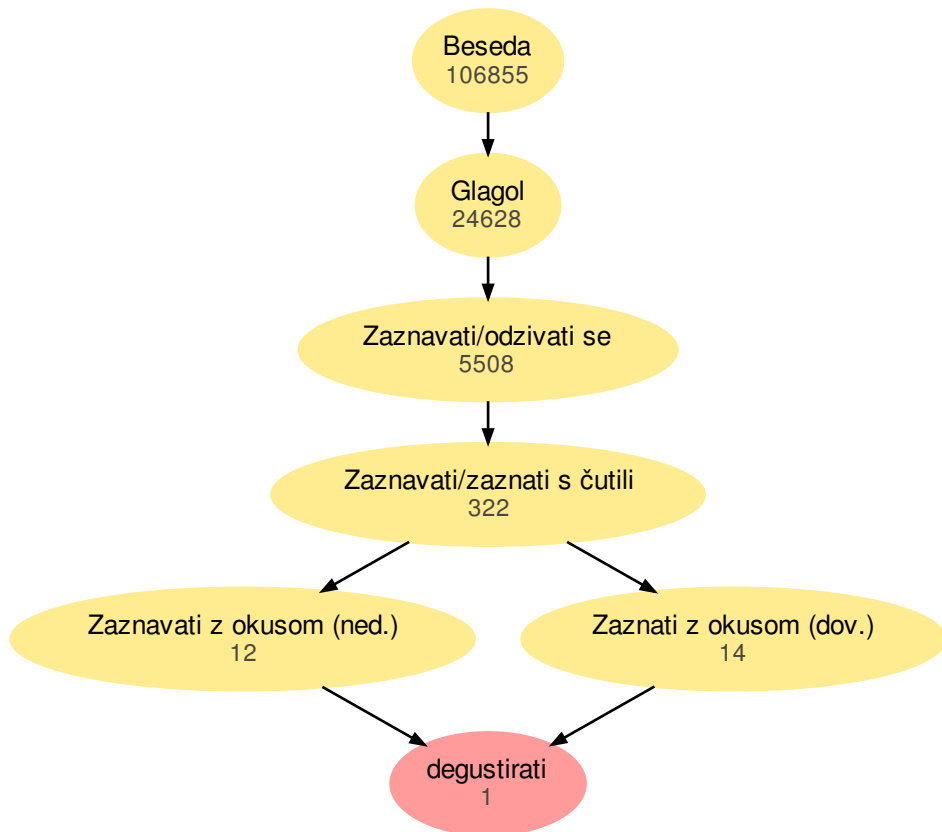 Beseda
106855
Glagol
24628
Zaznavati/odzivati se
5508
Zaznavati/zaznati s čutili
322
Zaznavati z okusom (ned.)
12
Zaznati z okusom (dov.)
14
degustirati
1